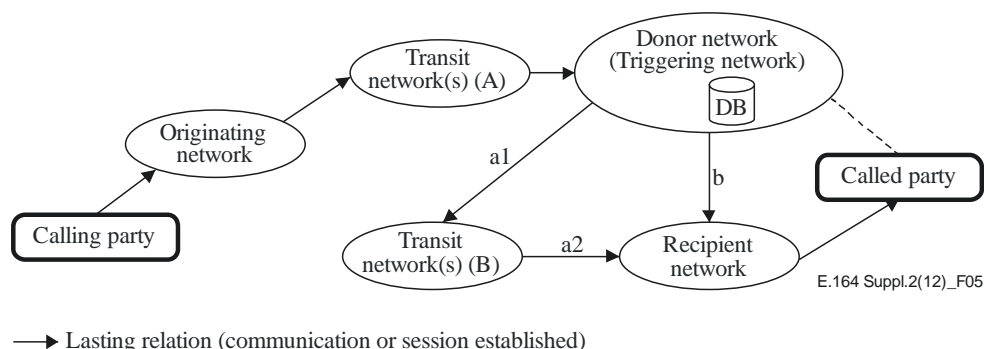 Donor network
(Triggering network)
DB
Transit
network(s) (A)
Originating
network
a1
b
Called party
Calling party
Transit
network(s) (B)
a2
Recipient
network
E.164 Suppl.2(12)_F05
Lasting relation (communication or session established)